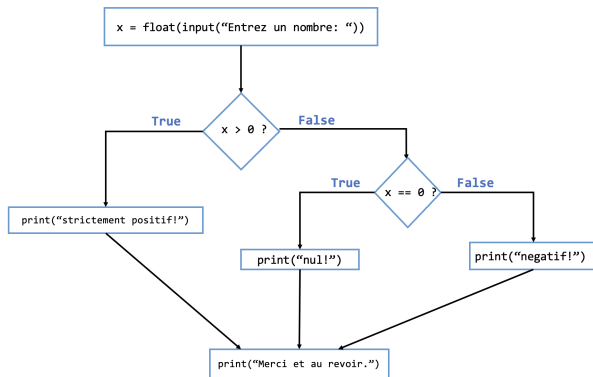 x = float(input(“Entrez un nombre: “))
True
False
x > 0 ?
True
False
x == 0 ?
print(“strictement positif!”)
print(“nul!”)
print(“negatif!”)
print(“Merci et au revoir.”)